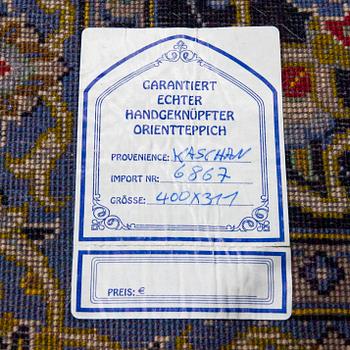 GARANTIERT
ECHTER
HANDGEKNÜPFTER
ORIENTTEPPICH
PROVENIENCE: KASCHAN
IMPORT NR: 6867
GRÖSSE: 400X311
PREIS: €